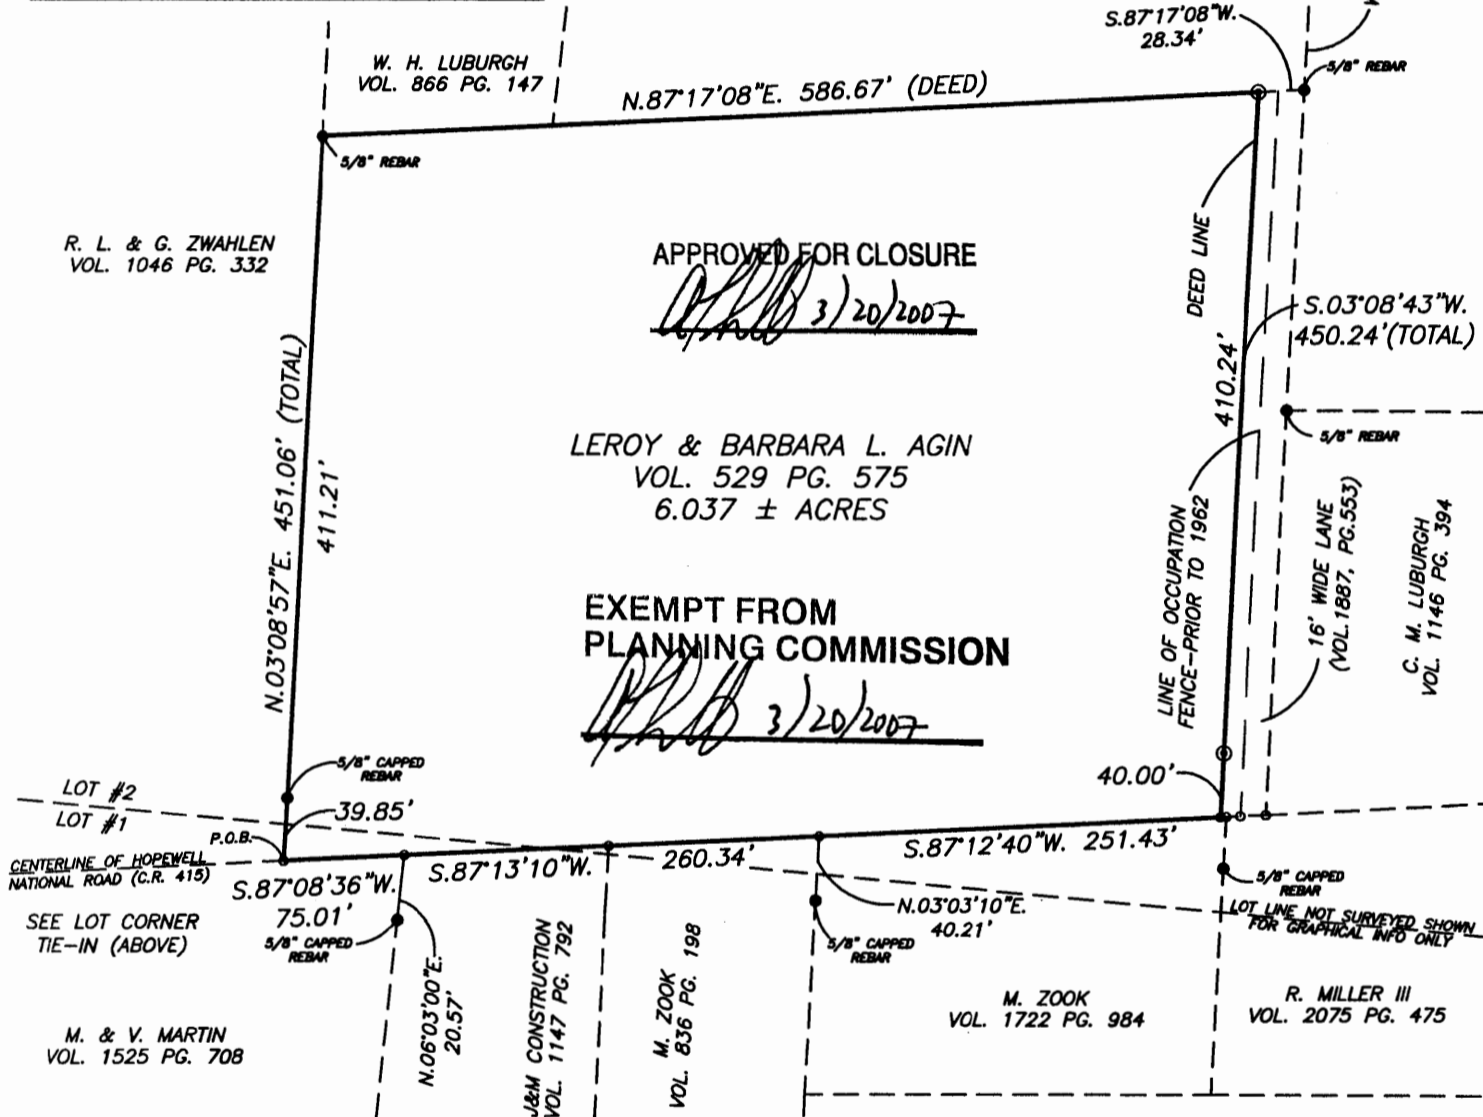 S.87°17'08"W.
28.34'
5/8" REBAR
W. H. LUBURGH
VOL. 866 PG. 147
N.87°17'08"E. 586.67' (DEED)
5/8" REBAR
R. L. & G. ZWAHLEN
VOL. 1046 PG. 332
APPROVED FOR CLOSURE
3/20/2007
DEED LINE
S.03°08'43"W.
450.24'(TOTAL)
410.24'
N.03°08'57"E. 451.06' (TOTAL)
411.21'
5/8" REBAR
LEROY & BARBARA L. AGIN
VOL. 529 PG. 575
6.037 ± ACRES
LINE OF OCCUPATION
FENCE-PRIOR TO 1962
16' WIDE LANE
(VOL.1887, PG.553)
C. M. LUBURGH
VOL. 1146 PG. 394
EXEMPT FROM
PLANNING COMMISSION
3/20/2007
5/8" CAPPED
REBAR
LOT #2
LOT #1
39.85'
40.00'
P.O.B.
CENTERLINE OF HOPEWELL
NATIONAL ROAD (C.R. 415)
S.87°08'36"W.
75.01'
S.87°13'10"W.
260.34'
S.87°12'40"W. 251.43'
5/8" CAPPED
REBAR
SEE LOT CORNER
TIE-IN (ABOVE)
5/8" CAPPED
REBAR
N.03°03'10"E.
40.21'
5/8" CAPPED
REBAR
LOT LINE NOT SURVEYED SHOWN
FOR GRAPHICAL INFO ONLY
N.06°03'00"E.
20.57'
J&M CONSTRUCTION
VOL. 1147 PG. 792
M. ZOOK
VOL. 836 PG. 198
M. ZOOK
VOL. 1722 PG. 984
R. MILLER III
VOL. 2075 PG. 475
M. & V. MARTIN
VOL. 1525 PG. 708